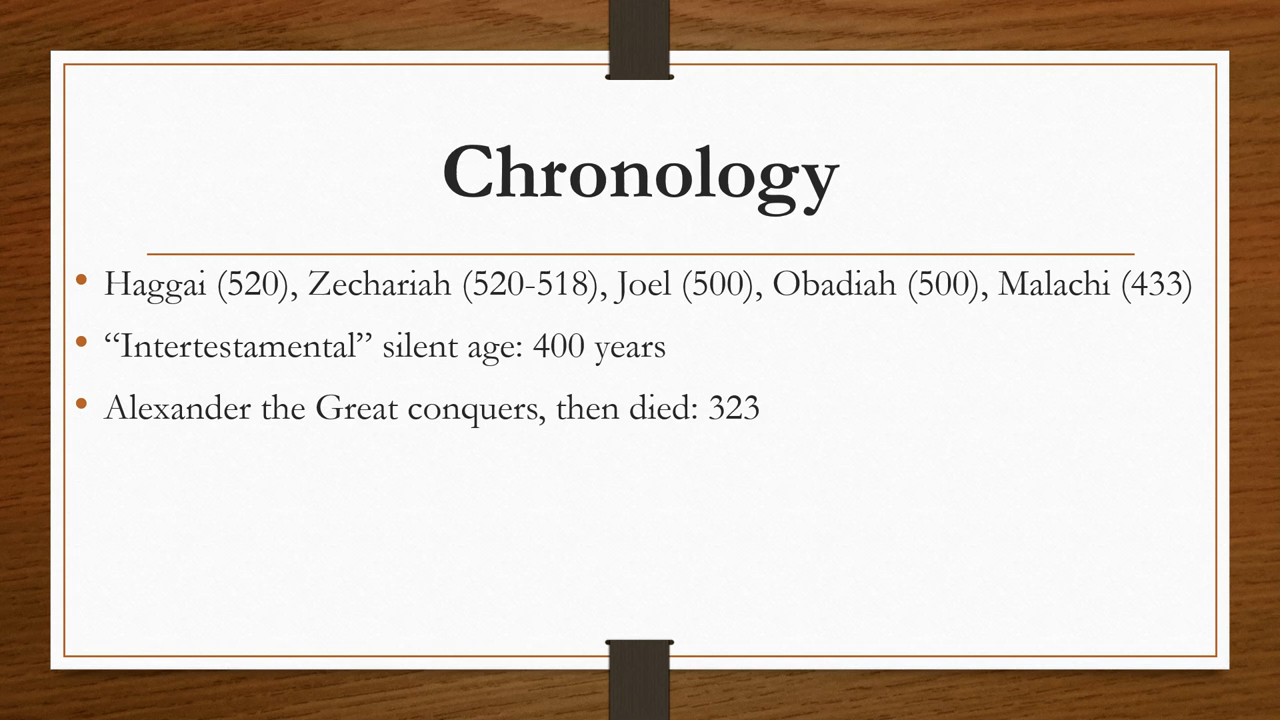 Chronology
• Haggai (520), Zechariah (520-518), Joel (500), Obadiah (500), Malachi (433)
• “Intertestamental” silent age: 400 years
• Alexander the Great conquers, then died: 323